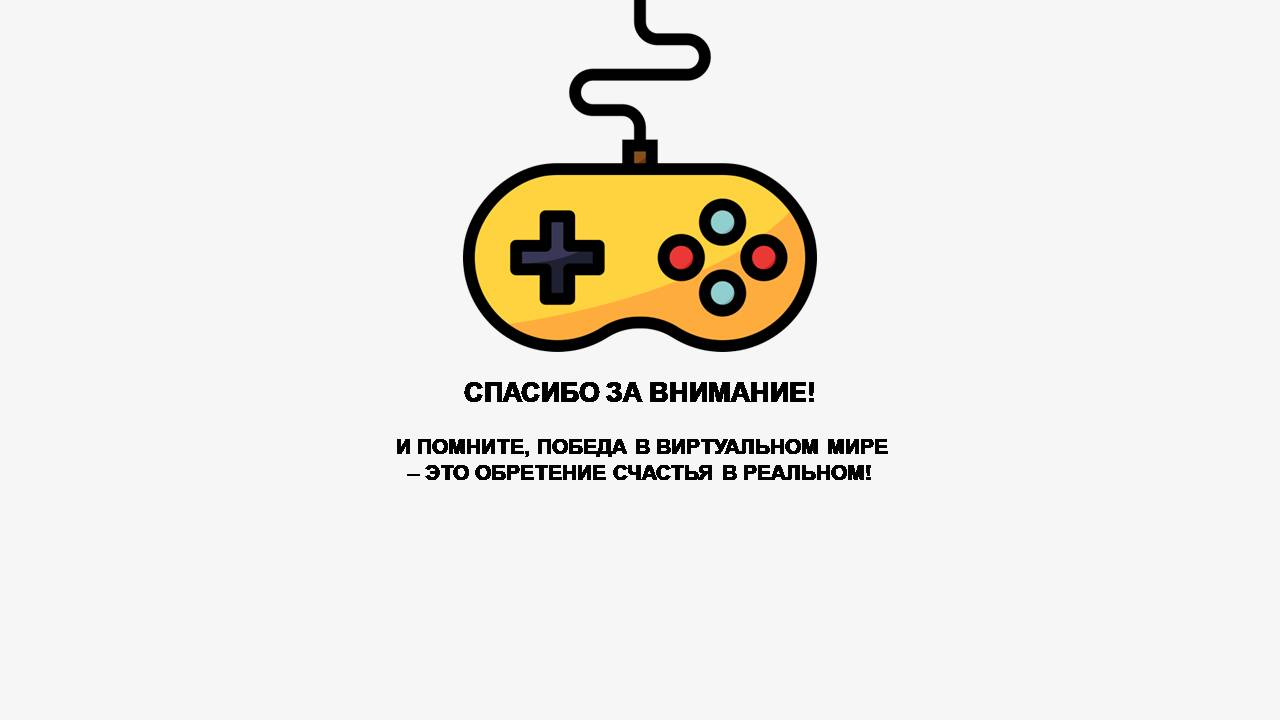 СПАСИБО ЗА ВНИМАНИЕ!
И ПОМНИТЕ, ПОБЕДА В ВИРТУАЛЬНОМ МИРЕ
– ЭТО ОБРЕТЕНИЕ СЧАСТЬЯ В РЕАЛЬНОМ!